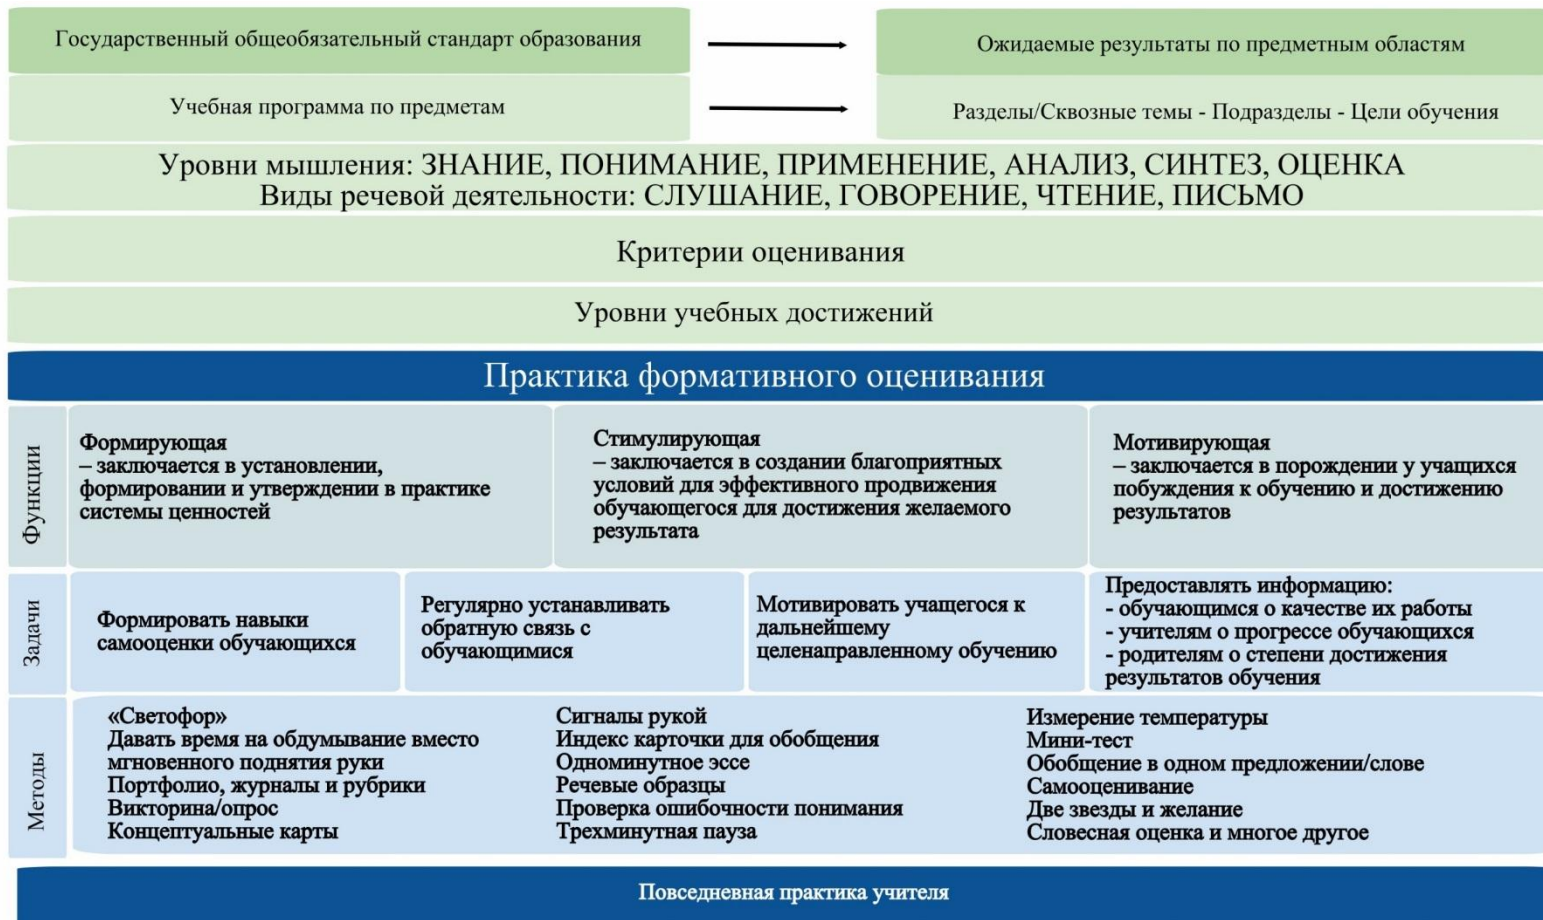 Государственный общеобязательный стандарт образования
Ожидаемые результаты по предметным областям
Учебная программа по предметам
Разделы/Сквозные темы - Подразделы - Цели обучения
Уровни мышления: ЗНАНИЕ, ПОНИМАНИЕ, ПРИМЕНЕНИЕ, АНАЛИЗ, СИНТЕЗ, ОЦЕНКА
Виды речевой деятельности: СЛУШАНИЕ, ГОВОРЕНИЕ, ЧТЕНИЕ, ПИСЬМО
Критерии оценивания
Уровни учебных достижений
Практика формативного оценивания
Функции
Формирующая
– заключается в установлении,
формировании и утверждении в практике
системы ценностей
Стимулирующая
– заключается в создании благоприятных
условий для эффективного продвижения
обучающегося для достижения желаемого
результата
Мотивирующая
– заключается в порождении у учащихся
побуждения к обучению и достижению
результатов
Задачи
Формировать навыки
самооценки обучающихся
Регулярно устанавливать
обратную связь с
обучающимися
Мотивировать учащегося к
дальнейшему
целенаправленному обучению
Предоставлять информацию:
- обучающимся о качестве их работы
- учителям о прогрессе обучающихся
- родителям о степени достижения
результатов обучения
Методы
«Светофор»
Давать время на обдумывание вместо
мгновенного поднятия руки
Портфолио, журналы и рубрики
Викторина/опрос
Концептуальные карты
Сигналы рукой
Индекс карточки для обобщения
Одноминутное эссе
Речевые образцы
Проверка ошибочности понимания
Трехминутная пауза
Измерение температуры
Мини-тест
Обобщение в одном предложении/слове
Самооценивание
Две звезды и желание
Словесная оценка и многое другое
Повседневная практика учителя